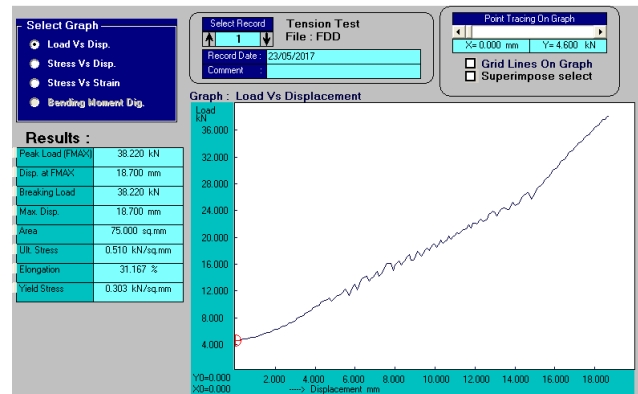 Select Graph
Load Vs Disp.
Stress Vs Disp.
Stress Vs Strain
Bending Moment Dig.
Select Record
1
Tension Test
File : FDD
Record Date : 23/05/2017
Comment :
Point Tracing On Graph
X= 0.000 mm Y= 4.600 kN
Grid Lines On Graph
Superimpose select
Results :
Peak Load (FMAX) 38.220 kN
Disp. at FMAX 18.700 mm
Breaking Load 38.220 kN
Max. Disp. 18.700 mm
Area 75.000 sq.mm
Ult. Stress 0.510 kN/sq.mm
Elongation 31.167 %
Yield Stress 0.303 kN/sq.mm
Graph : Load Vs Displacement
Load
kN
36.000
32.000
28.000
24.000
20.000
16.000
12.000
8.000
4.000
Y0=0.000 2.000 4.000 6.000 8.000 10.000 12.000 14.000 16.000 18.000
X0=0.000 ----> Displacement mm